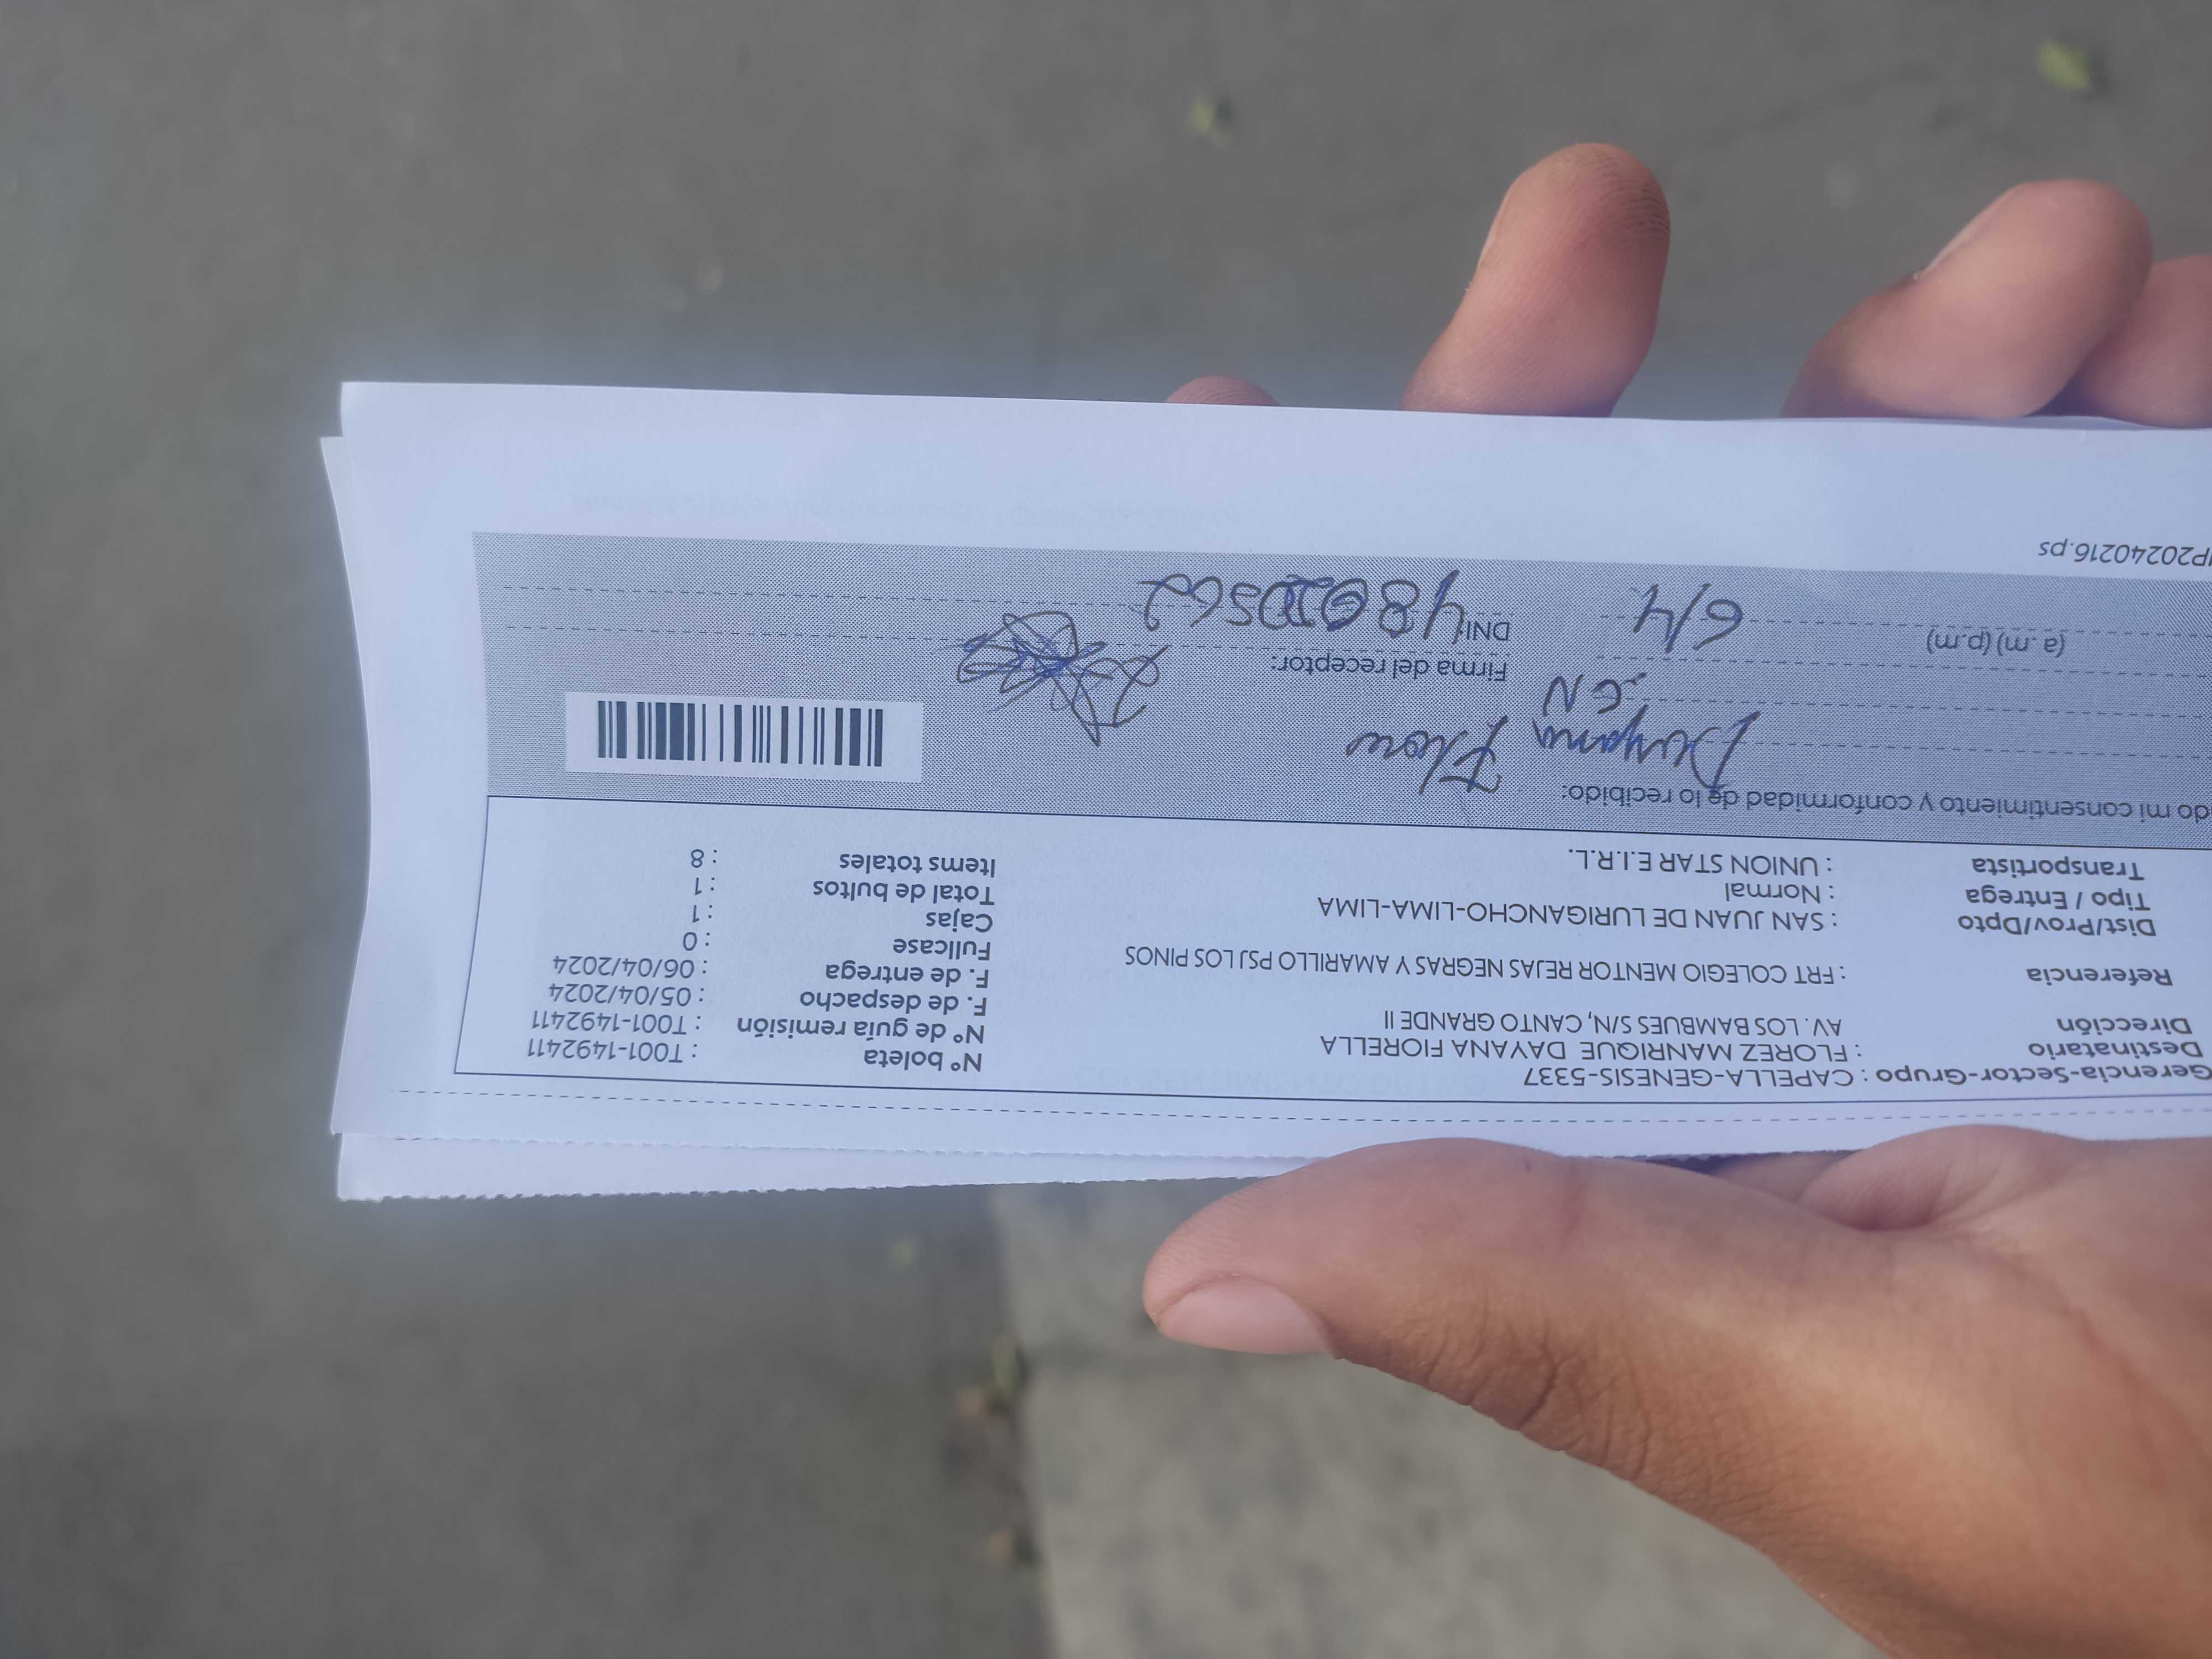 Gerencia-Sector-Grupo : CAPELLA-GENESIS-5337
Destinatario : FLOREZ MANRIQUE DAYANA FIORELLA
Dirección AV. LOS BAMBUES S/N, CANTO GRANDE II
Referencia : FRT COLEGIO MENTOR REJAS NEGRAS Y AMARILLO PSJ LOS PINOS
Dist/Prov/Dpto : SAN JUAN DE LURIGANCHO-LIMA-LIMA
Tipo / Entrega : Normal
Transportista : UNION STAR E.I.R.L.
N° boleta : T001-1492411
N° de guía remisión : T001-1492411
F. de despacho : 05/04/2024
F. de entrega : 06/04/2024
Fullcase : 0
Cajas : 1
Total de bultos : 1
Items totales : 8
do mi consentimiento y conformidad de lo recibido:
Dayana
Firma del receptor:
(a.m) (p.m) 6/4
DNI:
IP20240216.ps